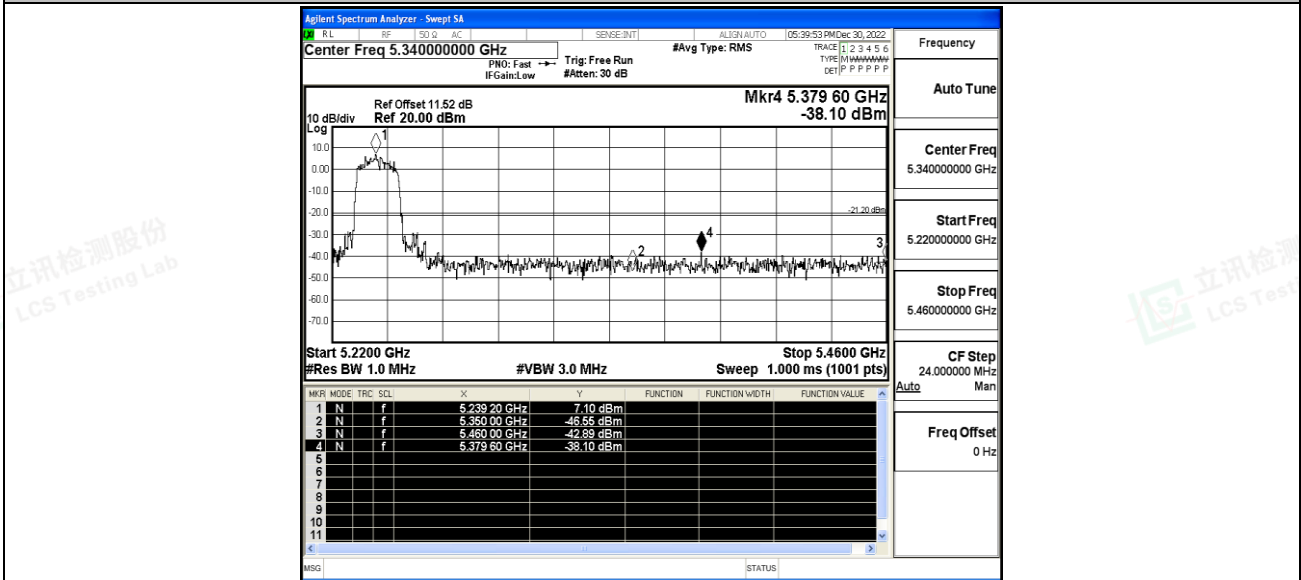 Agilent Spectrum Analyzer - Swept SA
RL RF 50 Ω AC SENSE:INT ALIGN AUTO 05:39:53 PM Dec 30, 2022
Center Freq 5.340000000 GHz
PNO: Fast
IFGain:Low
Trig: Free Run
#Atten: 30 dB
#Avg Type: RMS
TRACE 1 2 3 4 5 6
TYPE M WWWWW
DET P P P P P P
Frequency
Auto Tune
Center Freq
5.340000000 GHz
Start Freq
5.220000000 GHz
Stop Freq
5.460000000 GHz
CF Step
24.000000 MHz
Auto Man
Freq Offset
0 Hz
Mkr4 5.379 60 GHz
-38.10 dBm
Ref Offset 11.52 dB
10 dB/div Ref 20.00 dBm
Log
10.0
0.00
-10.0
-20.0
-30.0
-40.0
-50.0
-60.0
-70.0
1
2
4
3
-21.20 dBm
Start 5.2200 GHz Stop 5.4600 GHz
#Res BW 1.0 MHz #VBW 3.0 MHz Sweep 1.000 ms (1001 pts)
MKR MODE TRC SCL X Y FUNCTION FUNCTION WIDTH FUNCTION VALUE
1 N f 5.239 20 GHz 7.10 dBm
2 N f 5.350 00 GHz -46.55 dBm
3 N f 5.460 00 GHz -42.89 dBm
4 N f 5.379 60 GHz -38.10 dBm
5
6
7
8
9
10
11
MSG STATUS
立讯检测股份
LCS Testing Lab
立讯检测
LCS Test